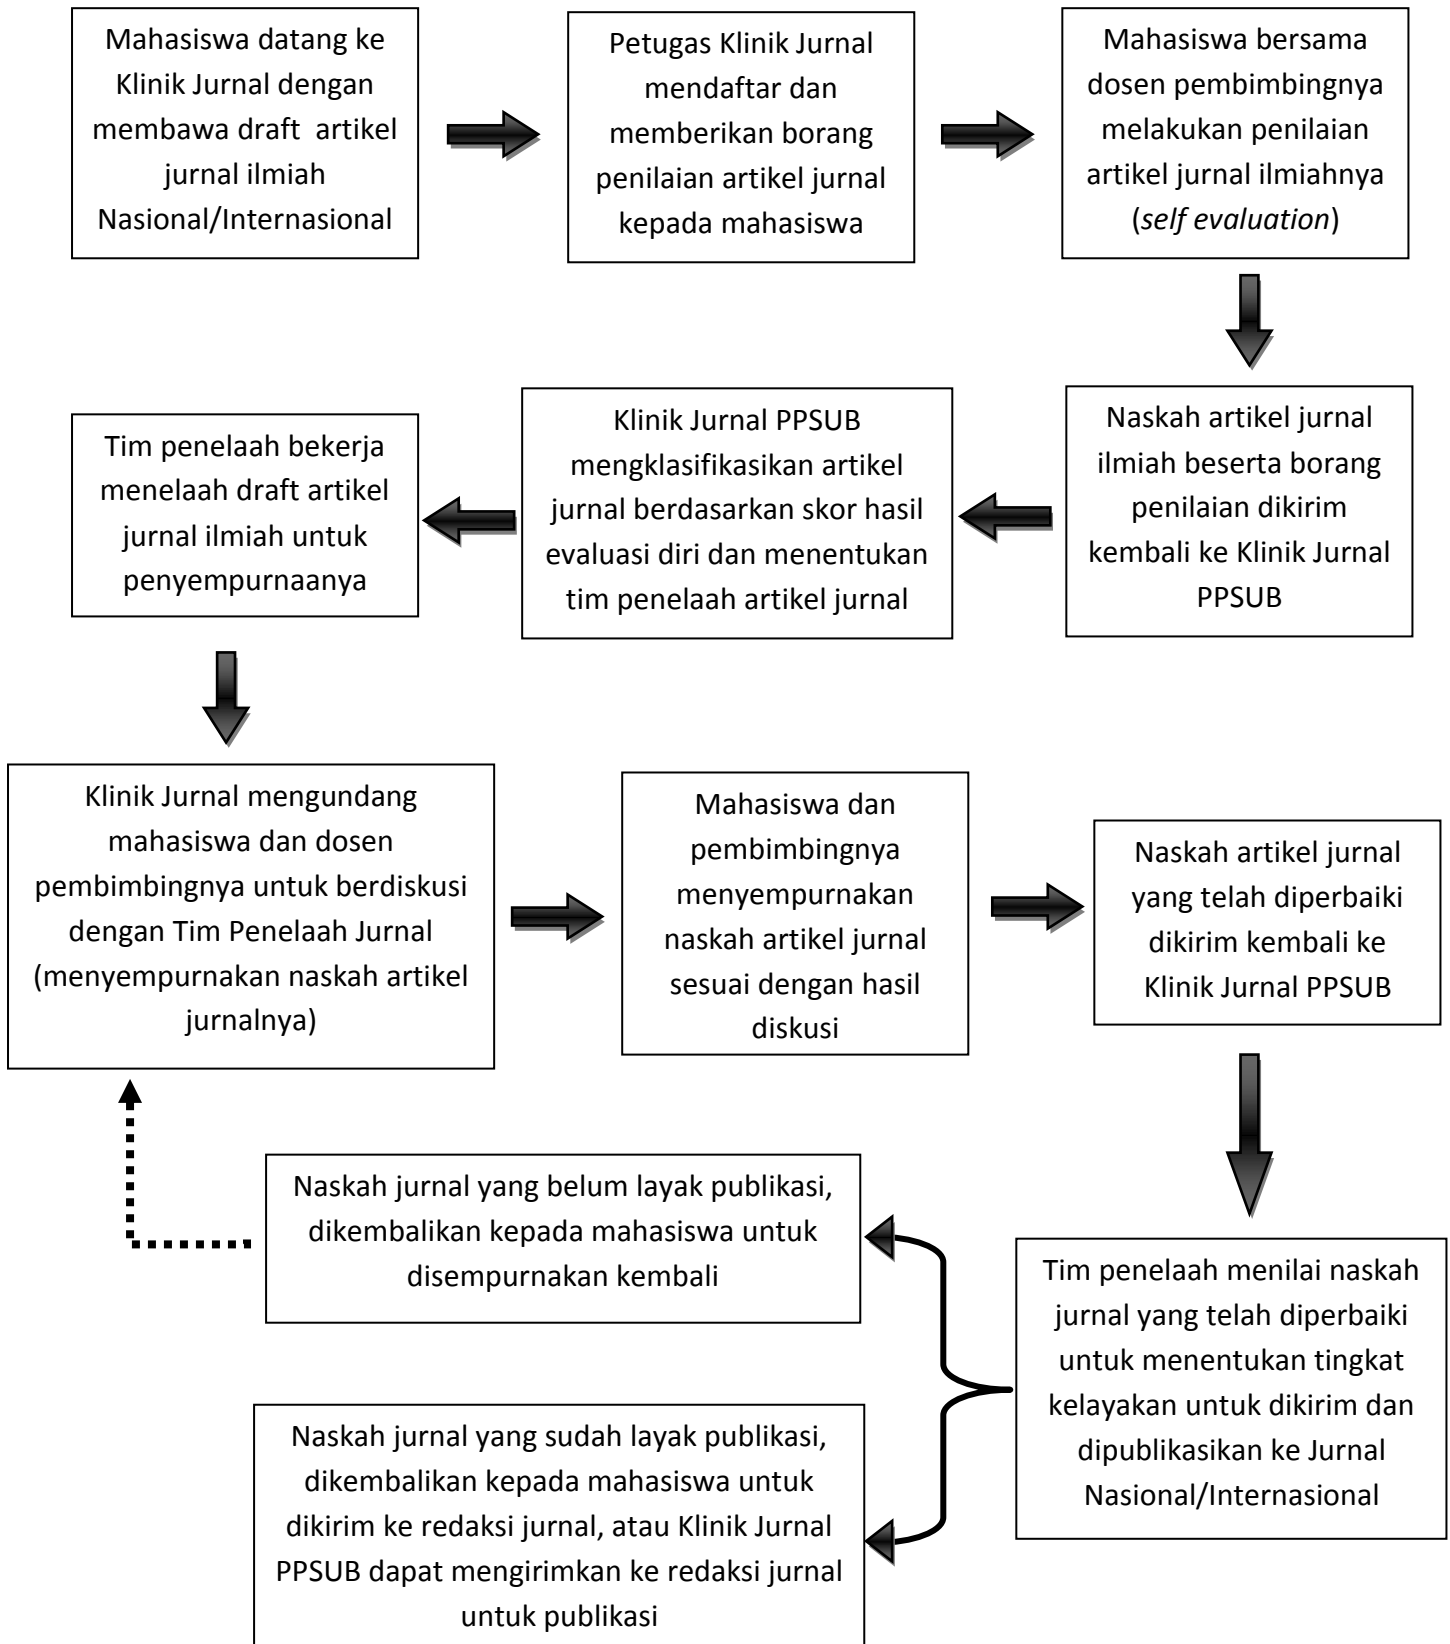 Mahasiswa datang ke
Klinik Jurnal dengan
membawa draft  artikel
jurnal ilmiah
Nasional/Internasional
Petugas Klinik Jurnal
mendaftar dan
memberikan borang
penilaian artikel jurnal
kepada mahasiswa
Mahasiswa bersama
dosen pembimbingnya
melakukan penilaian
artikel jurnal ilmiahnya
(self evaluation)
Naskah artikel jurnal
ilmiah beserta borang
penilaian dikirim
kembali ke Klinik Jurnal
PPSUB
Klinik Jurnal PPSUB
mengklasifikasikan artikel
jurnal berdasarkan skor hasil
evaluasi diri dan menentukan
tim penelaah artikel jurnal
Tim penelaah bekerja
menelaah draft artikel
jurnal ilmiah untuk
penyempurnaanya
Klinik Jurnal mengundang
mahasiswa dan dosen
pembimbingnya untuk berdiskusi
dengan Tim Penelaah Jurnal
(menyempurnakan naskah artikel
jurnalnya)
Mahasiswa dan
pembimbingnya
menyempurnakan
naskah artikel jurnal
sesuai dengan hasil
diskusi
Naskah artikel jurnal
yang telah diperbaiki
dikirim kembali ke
Klinik Jurnal PPSUB
Tim penelaah menilai naskah
jurnal yang telah diperbaiki
untuk menentukan tingkat
kelayakan untuk dikirim dan
dipublikasikan ke Jurnal
Nasional/Internasional
Naskah jurnal yang belum layak publikasi,
dikembalikan kepada mahasiswa untuk
disempurnakan kembali
Naskah jurnal yang sudah layak publikasi,
dikembalikan kepada mahasiswa untuk
dikirim ke redaksi jurnal, atau Klinik Jurnal
PPSUB dapat mengirimkan ke redaksi jurnal
untuk publikasi